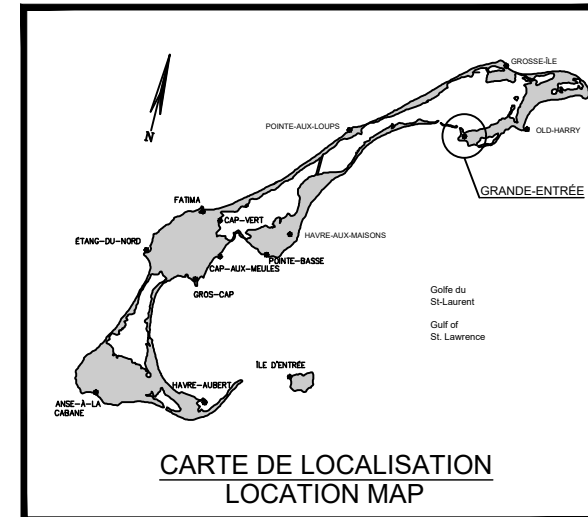 GROSSE-ÎLE
POINTE-AUX-LOUPS
OLD-HARRY
N
GRANDE-ENTRÉE
FATIMA
CAP-VERT
HAVRE-AUX-MAISONS
ÉTANG-DU-NORD
POINTE-BASSE
CAP-AUX-MEULES
GROS-CAP
Golfe du
St-Laurent
Gulf of
St. Lawrence
ÎLE D'ENTRÉE
HAVRE-AUBERT
ANSE-À-LA
CABANE
CARTE DE LOCALISATION
LOCATION MAP